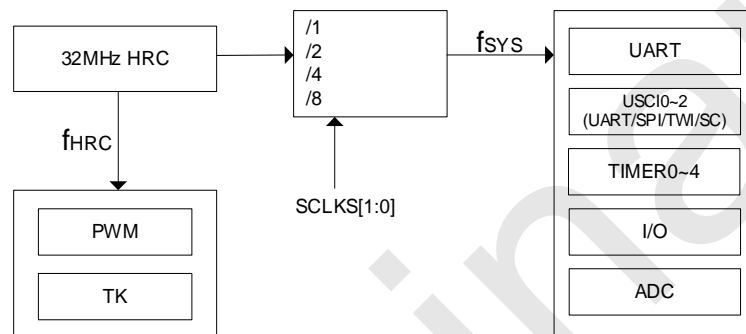 32MHz HRC
/1
/2
/4
/8
fSYS
UART
USCI0~2
(UART/SPI/TWI/SC)
TIMER0~4
I/O
ADC
fHRC
PWM
TK
SCLKS[1:0]